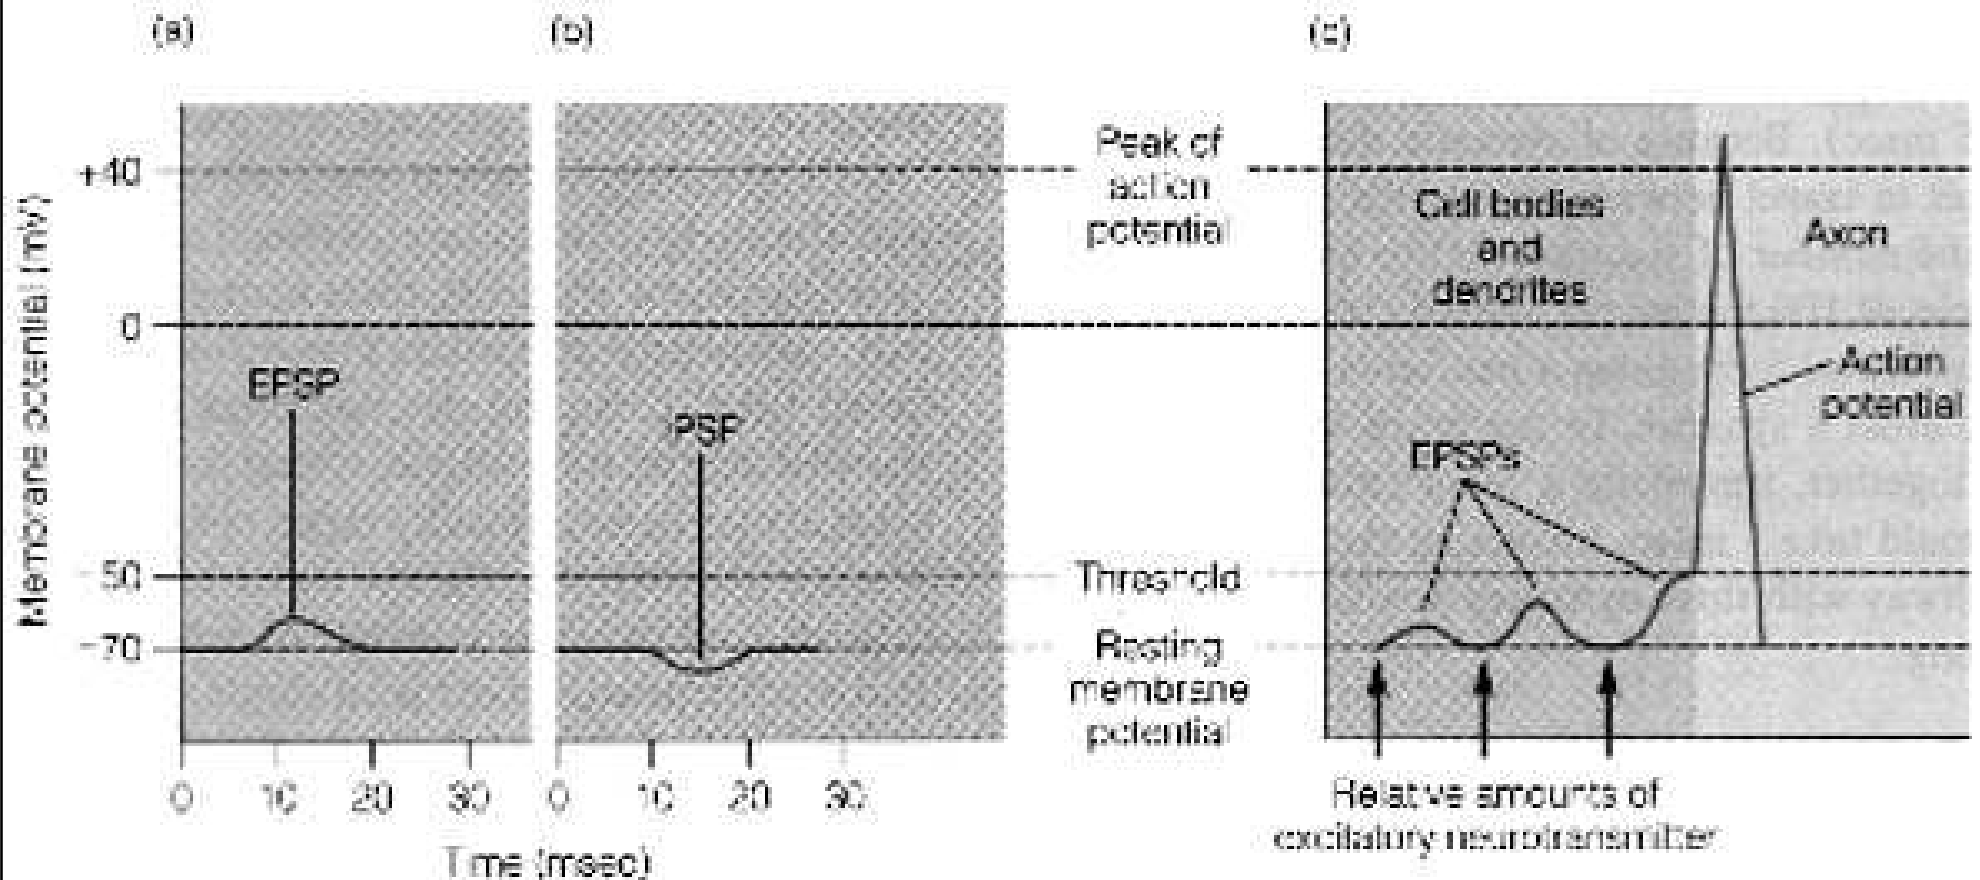 (a)
(b)
(c)
Membrane potential (mV)
+40
0
-50
-70
EPSP
PSP
Peak of
action
potential
Threshold
Resting
membrane
potential
Cell bodies
and
dendrites
Axon
Action
potential
EPSPs
0 10 20 30
0 10 20 30
Time (msec)
Relative amounts of
excitatory neurotransmitter